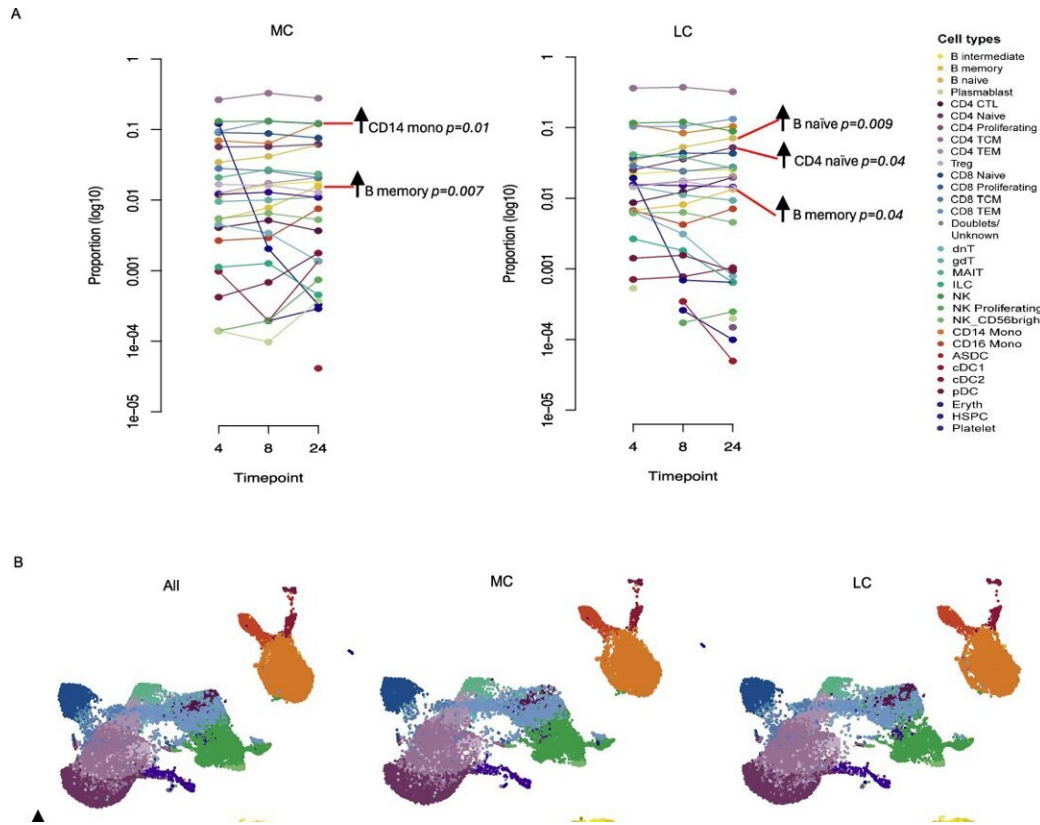 A
MC
Proportion (log10)
1
0.1
0.01
0.001
1e-04
1e-05
4 8 24
Timepoint
CD14 mono p=0.01
B memory p=0.007
LC
Proportion (log10)
1
0.1
0.01
0.001
1e-04
1e-05
4 8 24
Timepoint
B naïve p=0.009
CD4 naïve p=0.04
B memory p=0.04
Cell types
B intermediate
B memory
B naive
Plasmablast
CD4 CTL
CD4 Naive
CD4 Proliferating
CD4 TCM
CD4 TEM
Treg
CD8 Naive
CD8 Proliferating
CD8 TCM
CD8 TEM
Doublets/
Unknown
dnT
gdT
MAIT
ILC
NK
NK Proliferating
NK_CD56brigh
CD14 Mono
CD16 Mono
ASDC
cDC1
cDC2
pDC
Eryth
HSPC
Platelet
B
All
MC
LC